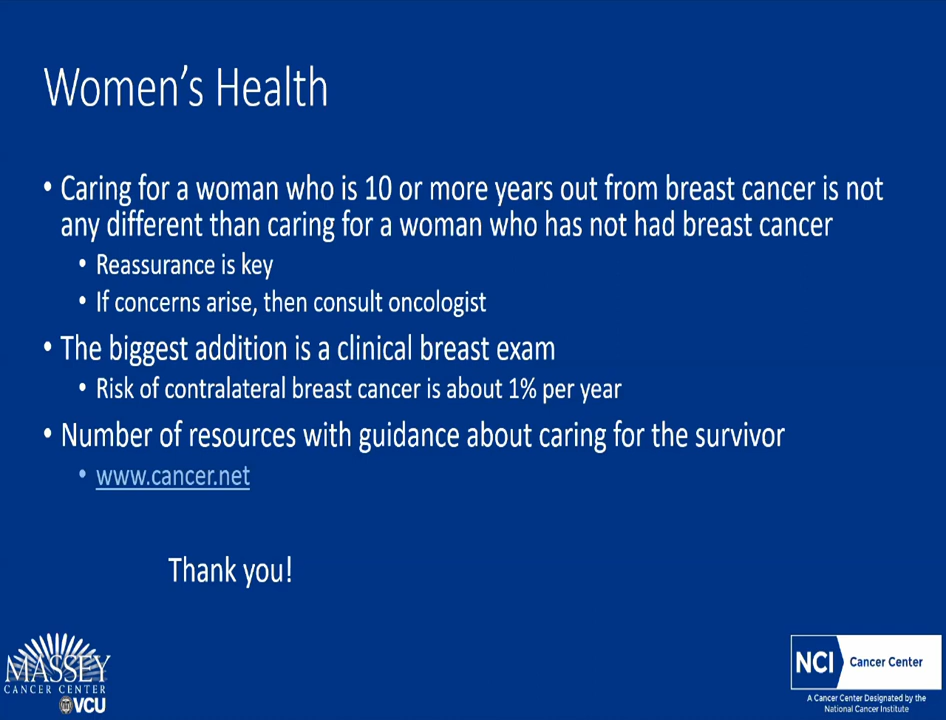 Women's Health
• Caring for a woman who is 10 or more years out from breast cancer is not
any different than caring for a woman who has not had breast cancer
• Reassurance is key
• If concerns arise, then consult oncologist
• The biggest addition is a clinical breast exam
• Risk of contralateral breast cancer is about 1% per year
• Number of resources with guidance about caring for the survivor
• www.cancer.net
Thank you!
MASSEY
CANCER CENTER
VCU
NCI Cancer Center
A Cancer Center Designated by the
National Cancer Institute